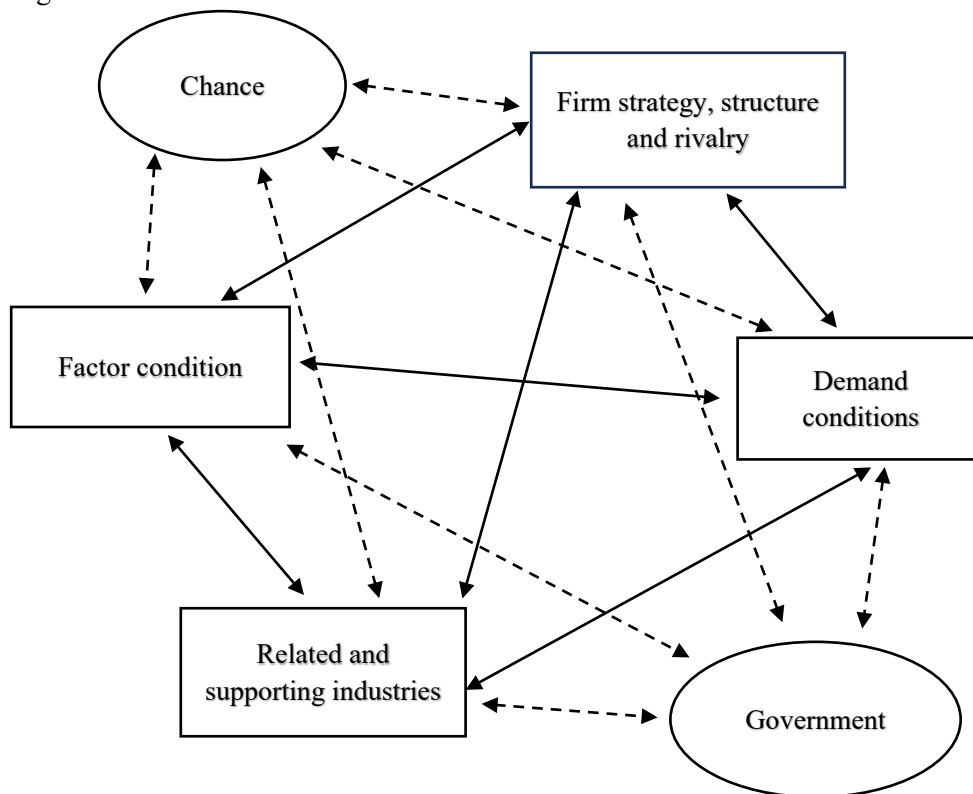 Chance
Firm strategy, structure
and rivalry
Factor condition
Demand
conditions
Related and
supporting industries
Government